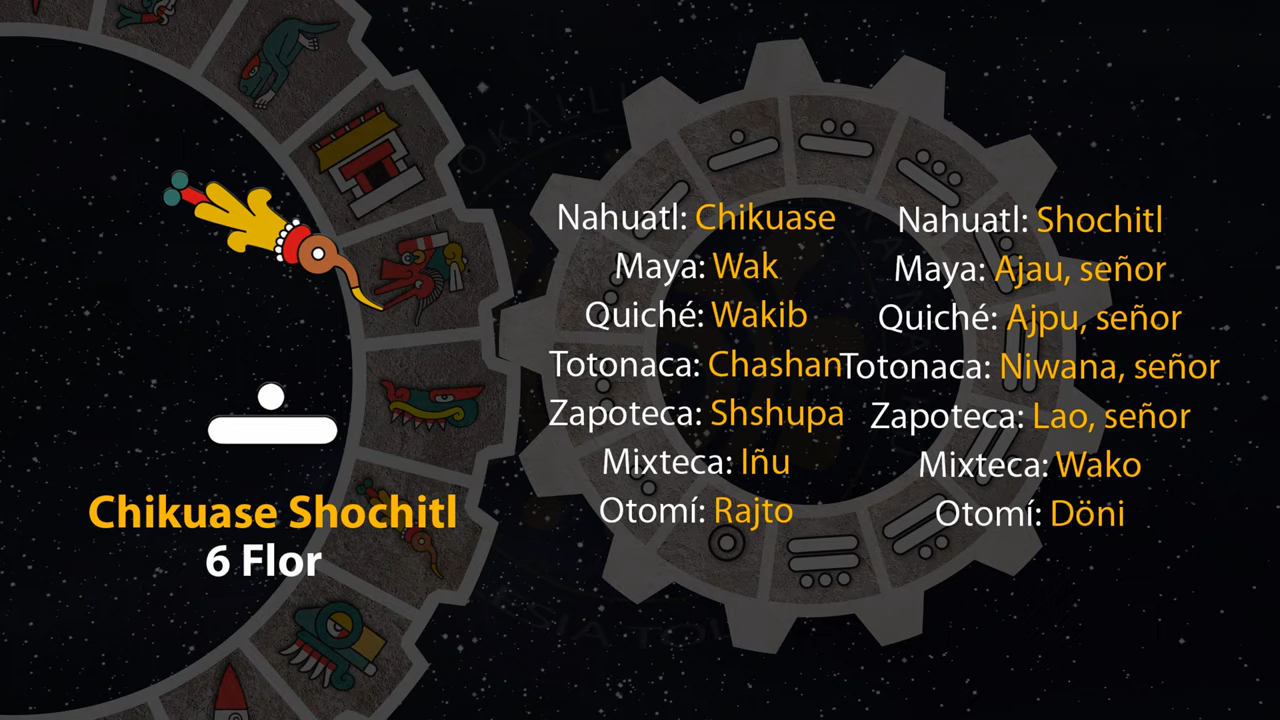 Nahuatl: Chikuase
Maya: Wak
Quiché: Wakib
Totonaca: Chashan
Zapoteca: Shshupa
Mixteca: Iñu
Otomí: Rajto
Nahuatl: Shochitl
Maya: Ajau, señor
Quiché: Ajpu, señor
Totonaca: Niwana, señor
Zapoteca: Lao, señor
Mixteca: Wako
Otomí: Döni
Chikuase Shochitl
6 Flor